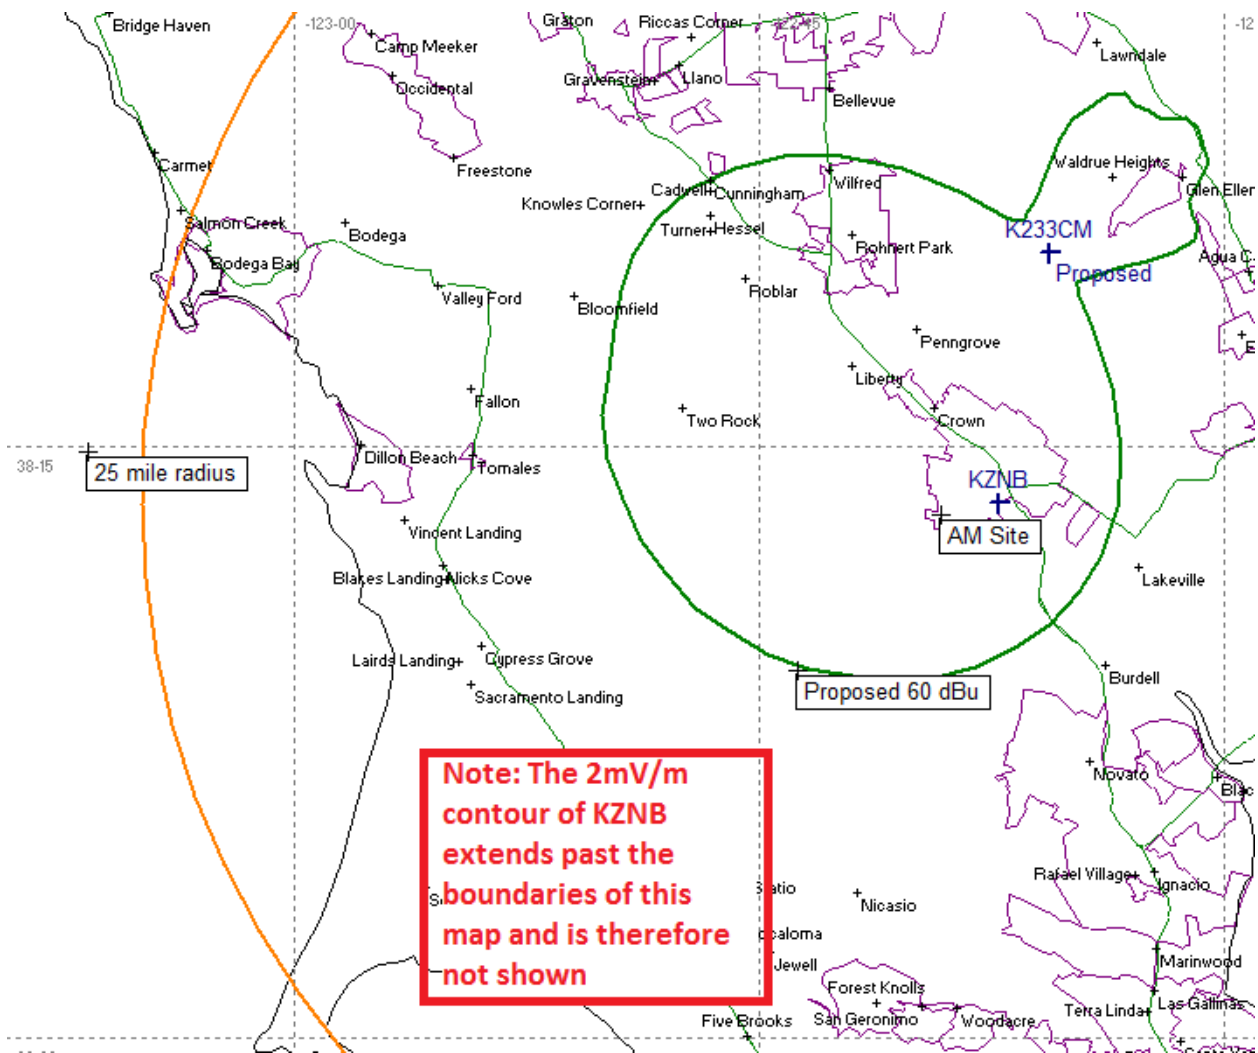 Bridge Haven
-123-00
Graton
Riccas Corner
Camp Meeker
Lawndale
Occidental
Gravenstein
Llano
Bellevue
Carmet
Freestone
Waldrue Heights
Cadwell
Cunningham
Wilfred
Glen Ellen
Knowles Corner
Salmon Creek
Bodega
Turner
Hessel
K233CM
Rohnert Park
Bodega Bay
Agua C
Proposed
Valley Ford
Roblar
Bloomfield
Penngrove
Liberty
Fallon
Two Rock
Crown
38-15
25 mile radius
Dillon Beach
Tomales
KZNB
AM Site
Vincent Landing
Blakes Landing
Nicks Cove
Lakeville
Lairds Landing
Cypress Grove
Burdell
Sacramento Landing
Proposed 60 dBu
Note: The 2mV/m
contour of KZNB
extends past the
boundaries of this
map and is therefore
not shown
Novato
Blac
Rafael Village
Ignacio
Nicasio
Jewell
Marinwood
Forest Knolls
San Geronimo
Woodacre
Terra Linda
Las Gallinas
Five Brooks